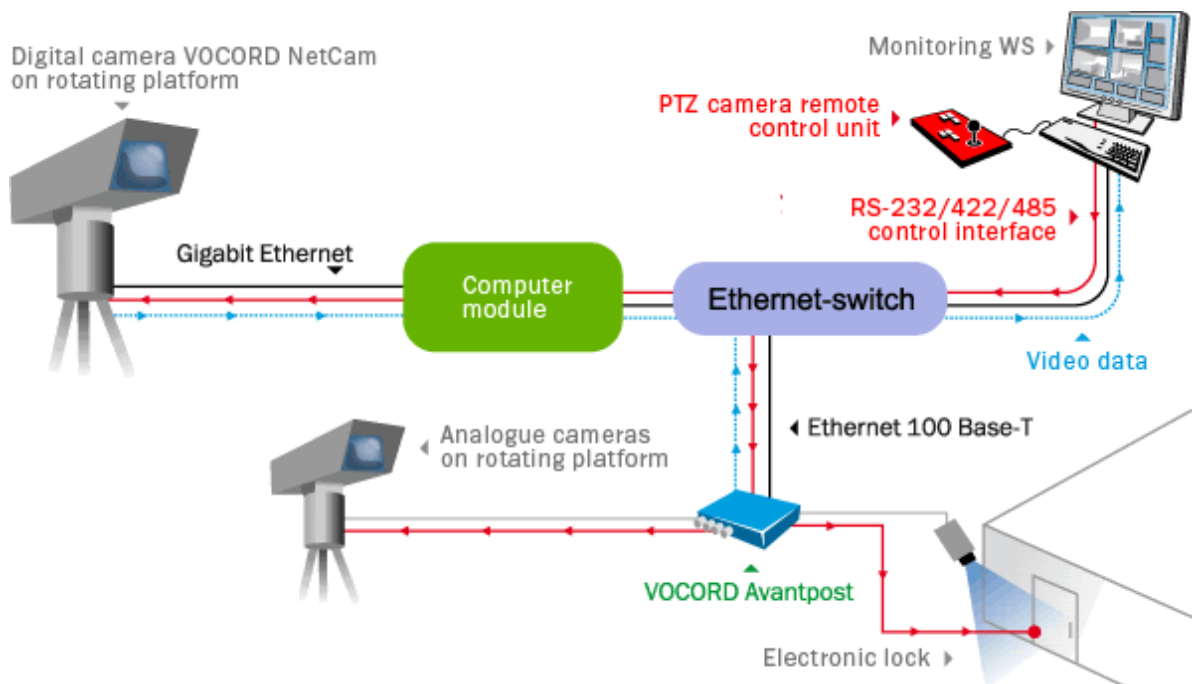 Digital camera VOCORD NetCam
on rotating platform
Monitoring WS
PTZ camera remote
control unit
RS-232/422/485
control interface
Gigabit Ethernet
Computer
module
Ethernet-switch
Video data
Analogue cameras
on rotating platform
Ethernet 100 Base-T
VOCORD Avantpost
Electronic lock